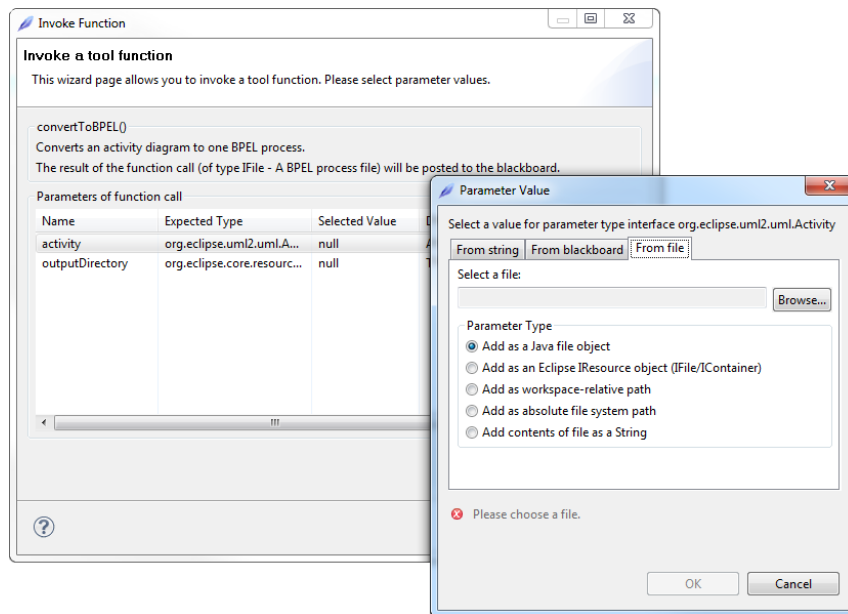 Invoke Function
Invoke a tool function
This wizard page allows you to invoke a tool function. Please select parameter values.
convertToBPEL()
Converts an activity diagram to one BPEL process.
The result of the function call (of type IFile - A BPEL process file) will be posted to the blackboard.
Parameters of function call
Name Expected Type Selected Value
activity org.eclipse.uml2.uml.A... null
outputDirectory org.eclipse.core.resourc... null
Parameter Value
Select a value for parameter type interface org.eclipse.uml2.uml.Activity
From string From blackboard From file
Select a file:
Browse...
Parameter Type
Add as a Java file object
Add as an Eclipse IResource object (IFile/IContainer)
Add as workspace-relative path
Add as absolute file system path
Add contents of file as a String
Please choose a file.
OK Cancel